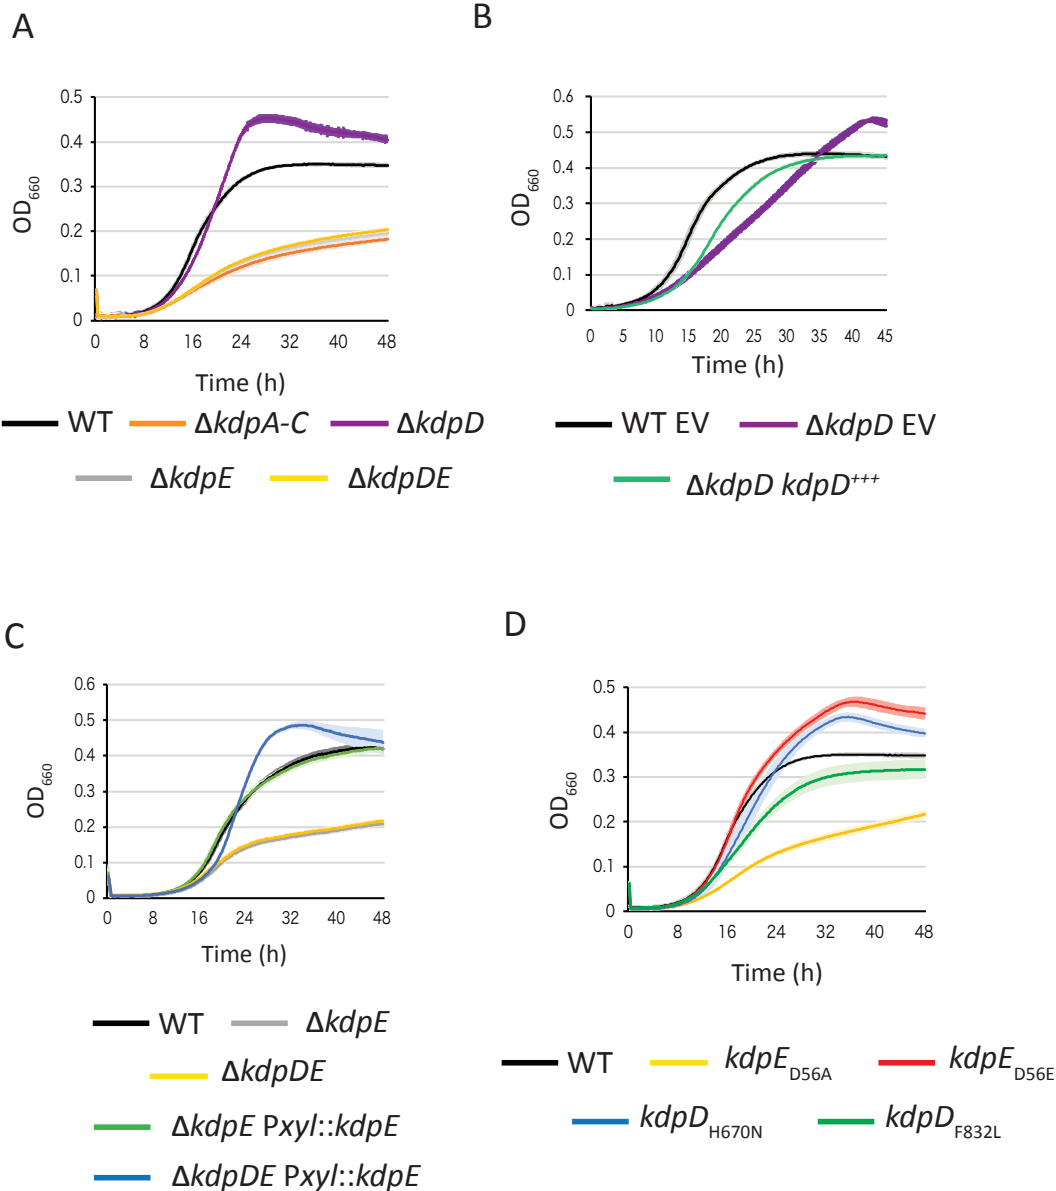 A
0.5
0.4
0.3
0.2
0.1
0
OD660
0 8 16 24 32 40 48
Time (h)
WT ΔkdpA-C ΔkdpD
ΔkdpE ΔkdpDE
B
0.6
0.5
0.4
0.3
0.2
0.1
0
OD660
0 5 10 15 20 25 30 35 40 45
Time (h)
WT EV ΔkdpD EV
ΔkdpD kdpD+++
C
0.6
0.5
0.4
0.3
0.2
0.1
0
OD660
0 8 16 24 32 40 48
Time (h)
WT ΔkdpE
ΔkdpDE
ΔkdpE Pxyl::kdpE
ΔkdpDE Pxyl::kdpE
D
0.5
0.4
0.3
0.2
0.1
0
OD660
0 8 16 24 32 40 48
Time (h)
WT kdpED56A kdpED56E
kdpDH670N kdpDF832L